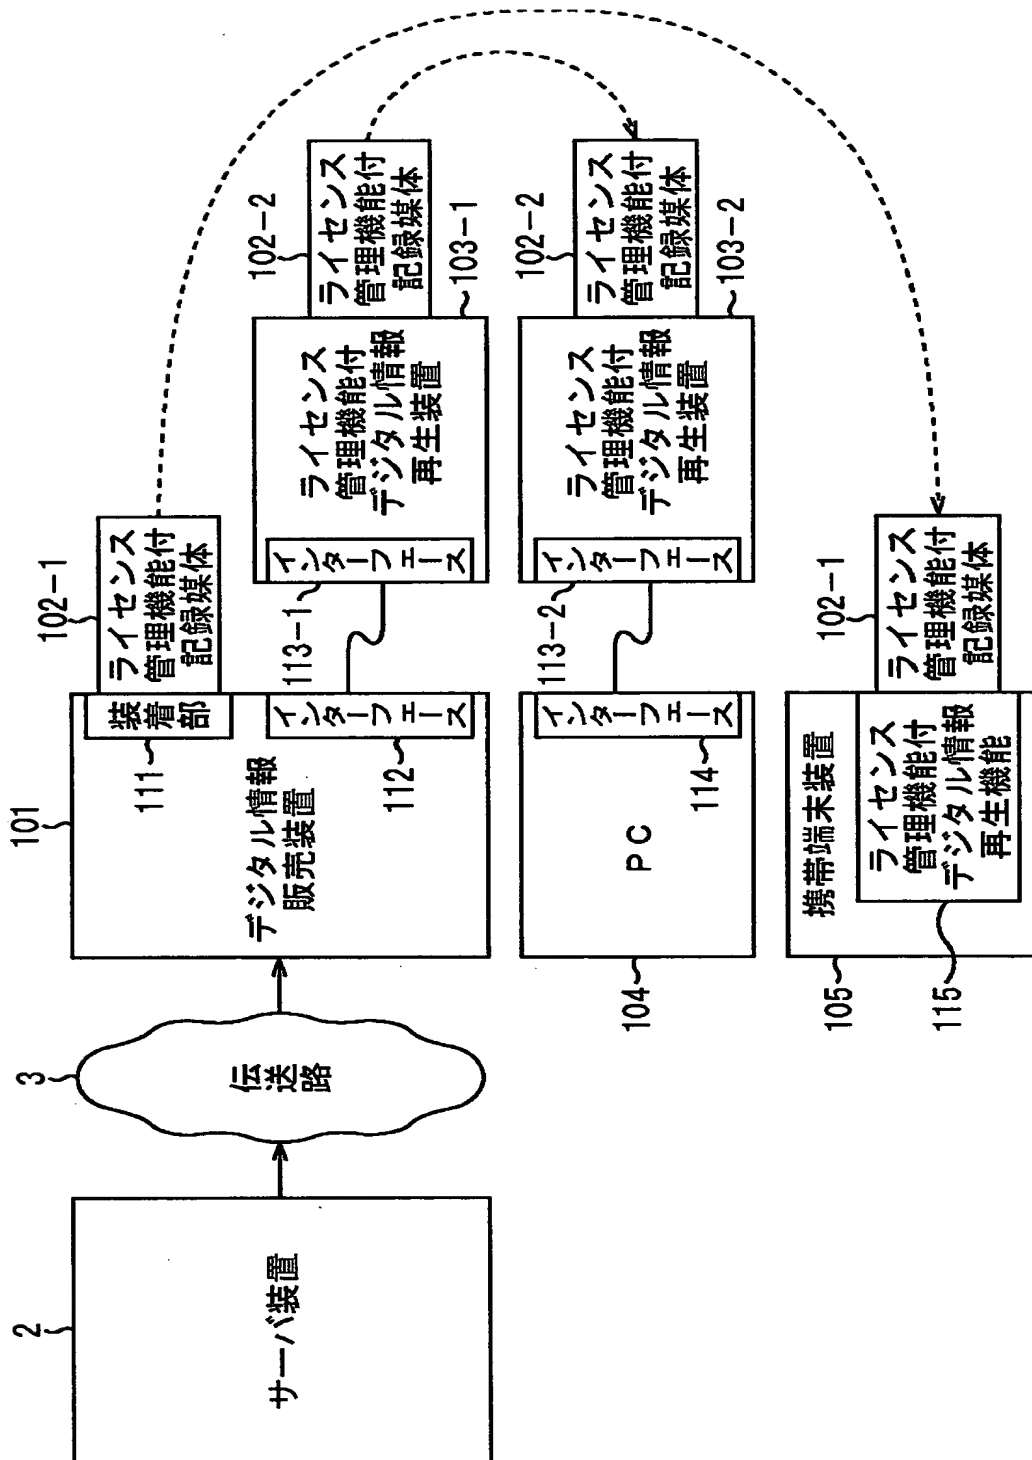 2
サーバ装置
3
伝送路
101
デジタル情報
販売装置
111
装着部
112
インターフェース
102-1
ライセンス
管理機能付
記録媒体
113-1
インターフェース
ライセンス
管理機能付
デジタル情報
再生装置
103-1
102-2
ライセンス
管理機能付
記録媒体
104
PC
114
インターフェース
113-2
インターフェース
ライセンス
管理機能付
デジタル情報
再生装置
103-2
102-2
ライセンス
管理機能付
記録媒体
105
携帯端末装置
115
ライセンス
管理機能付
デジタル情報
再生機能
102-1
ライセンス
管理機能付
記録媒体